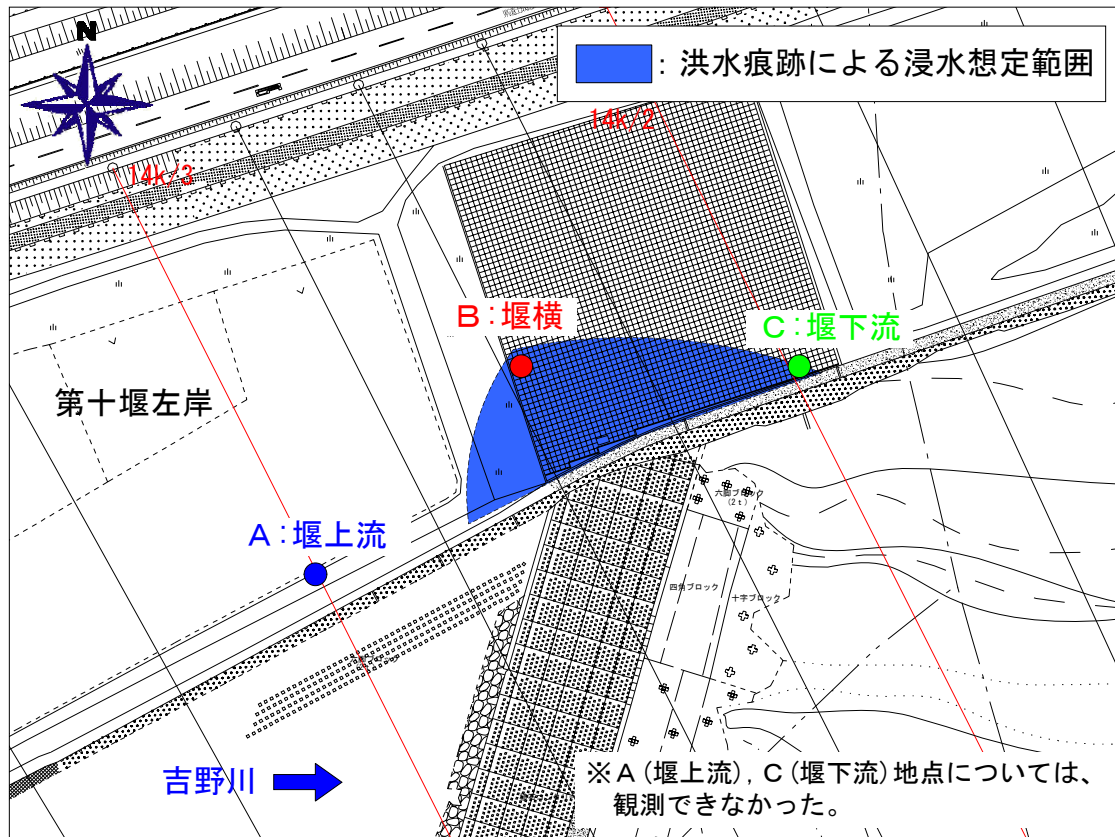 N
：洪水痕跡による浸水想定範囲
14k/2
14k/3
Ｂ：堰横
Ｃ：堰下流
第十堰左岸
Ａ：堰上流
六脚ブロック
（2ｔ）
四角ブロック
十字ブロック
吉野川
※Ａ（堰上流），Ｃ（堰下流）地点については、
観測できなかった。